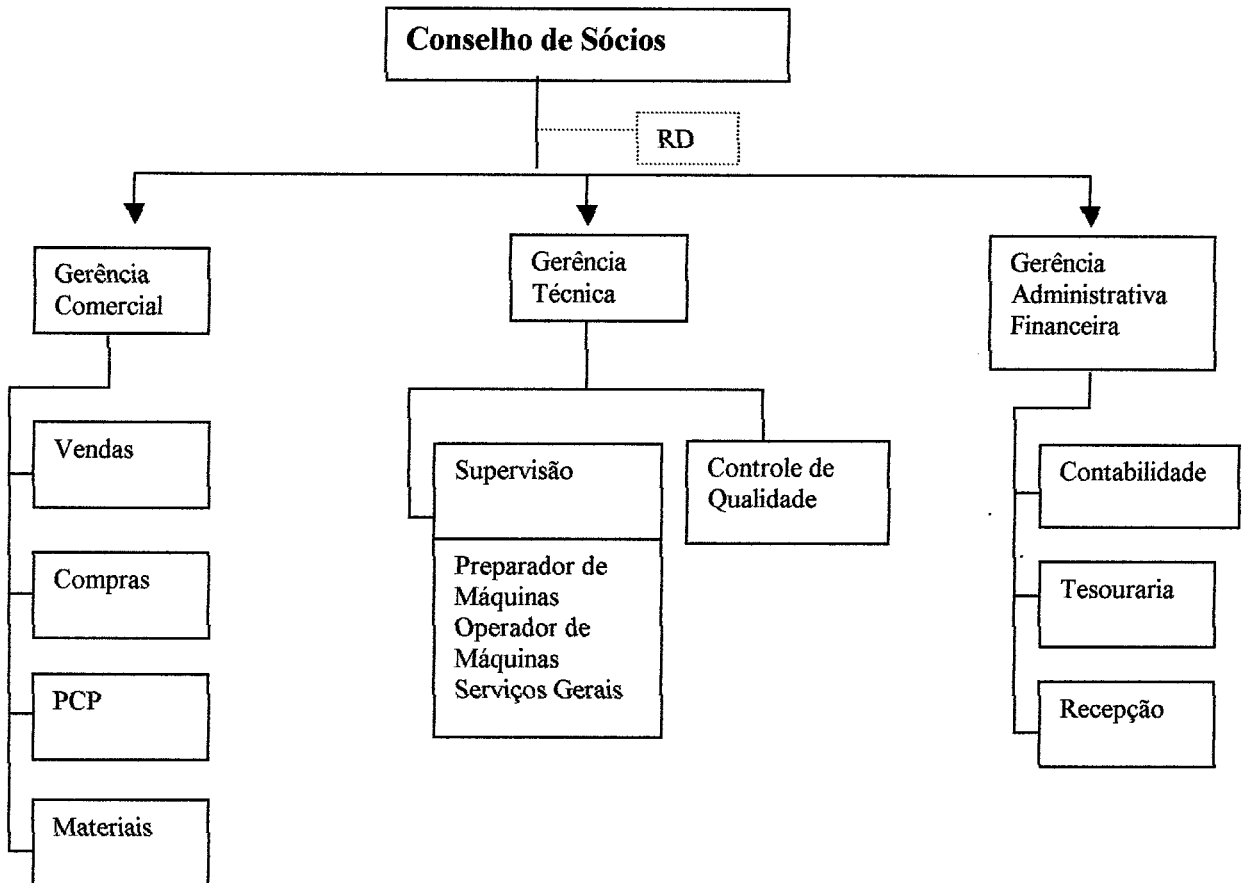 Conselho de Sócios
RD
Gerência
Comercial
Gerência
Técnica
Gerência
Administrativa
Financeira
Vendas
Compras
PCP
Materiais
Supervisão
Preparador de
Máquinas
Operador de
Máquinas
Serviços Gerais
Controle de
Qualidade
Contabilidade
Tesouraria
Recepção